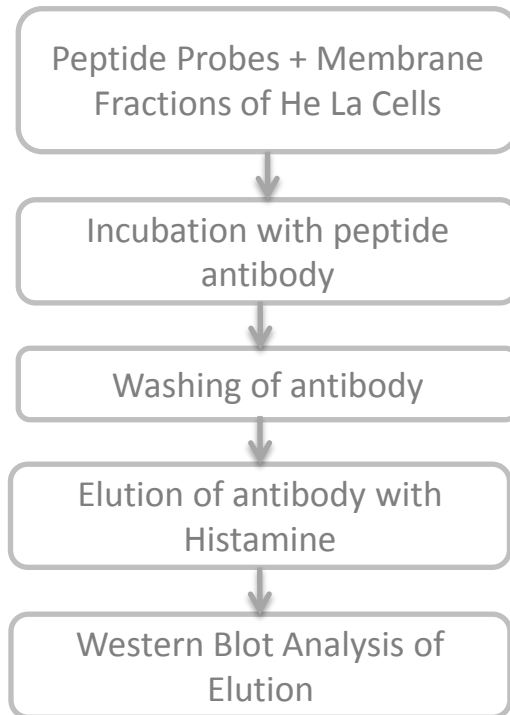 Peptide Probes + Membrane
Fractions of He La Cells
Incubation with peptide
antibody
Washing of antibody
Elution of antibody with
Histamine
Western Blot Analysis of
Elution